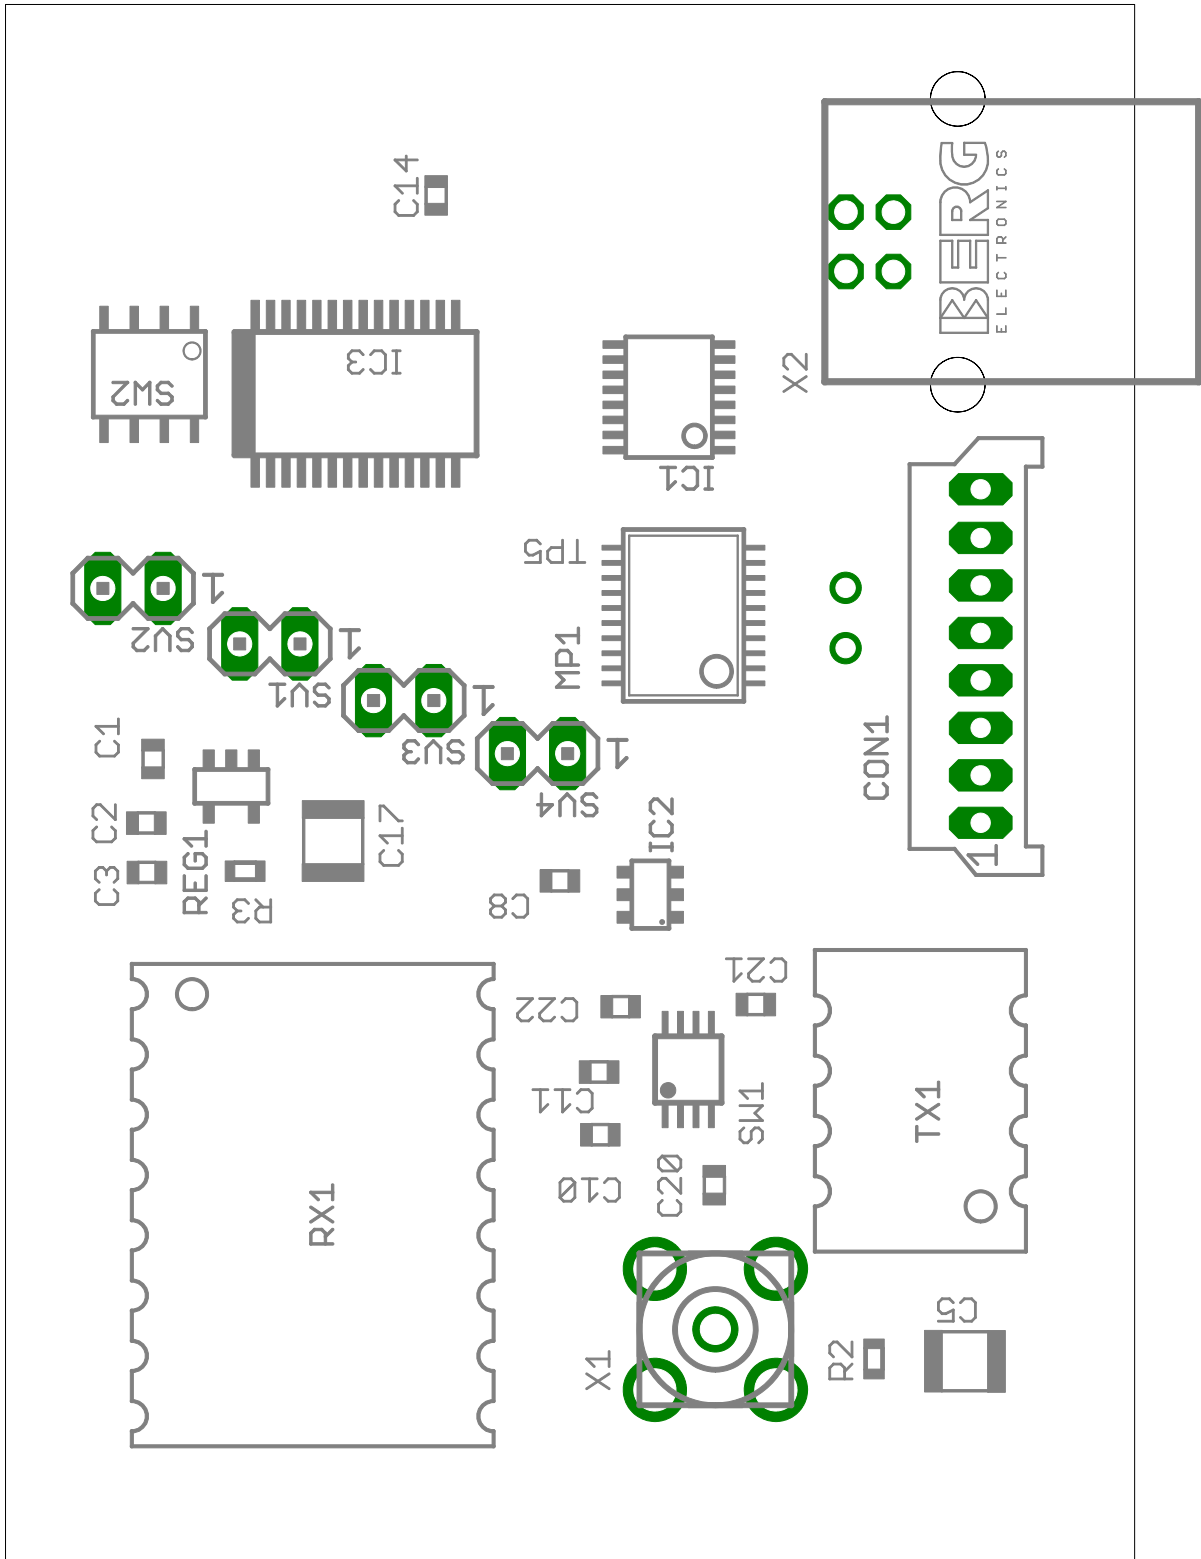 C14
BERG
ELECTRONICS
X2
IC3
SW2
IC1
TP5
1
SV2
1
SV1
MP1
1
SV3
1
SV4
CON1
1
C1
C2
C3
REG1
R3
C17
IC2
C8
C21
C22
C11
SW1
TX1
C10
C20
RX1
X1
C5
R2